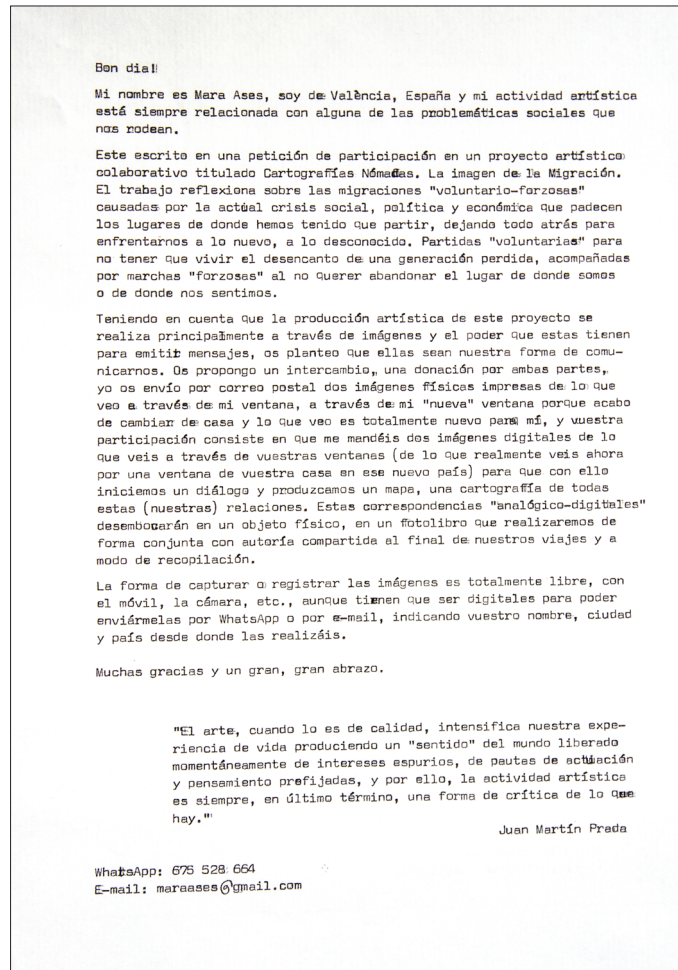 Bon dia!!
Mi nombre es Mara Ases, soy de València, España y mi actividad artística
está siempre relacionada con alguna de las problemáticas sociales que
nos rodean.
Este escrito en una petición de participación en un proyecto artístico
colaborativo titulado Cartografías Nómadas. La imagen de la Migración.
El trabajo reflexiona sobre las migraciones "voluntario-forzosas"
causadas por la actual crisis social, política y económica que padecen
los lugares de donde hemos tenido que partir, dejando todo atrás para
enfrentarnos a lo nuevo, a lo desconocido. Partidas "voluntarias" para
no tener que vivir el desencanto de una generación perdida, acompañadas
por marchas "forzosas" al no querer abandonar el lugar de donde somos
o de donde nos sentimos.
Teniendo en cuenta que la producción artística de este proyecto se
realiza principalmente a través de imágenes y el poder que estas tienen
para emitir mensajes, os planteo que ellas sean nuestra forma de comu-
nicarnos. Os propongo un intercambio, una donación por ambas partes,
yo os envío por correo postal dos imágenes físicas impresas de lo que
veo a través de mi ventana, a través de mi "nueva" ventana porque acabo
de cambiar de casa y lo que veo es totalmente nuevo para mí, y vuestra
participación consiste en que me mandéis dos imágenes digitales de lo
que veis a través de vuestras ventanas (de lo que realmente veis ahora
por una ventana de vuestra casa en ese nuevo país) para que con ello
iniciemos un diálogo y produzcamos un mapa, una cartografía de todas
estas (nuestras) relaciones. Estas correspondencias "analógico-digitales"
desembocarán en un objeto físico, en un fotolibro que realizaremos de
forma conjunta con autoría compartida al final de nuestros viajes y a
modo de recopilación.
La forma de capturar o registrar las imágenes es totalmente libre, con
el móvil, la cámara, etc., aunque tienen que ser digitales para poder
enviármelas por WhatsApp o por e-mail, indicando vuestro nombre, ciudad
y país desde donde las realizáis.
Muchas gracias y un gran, gran abrazo.
"El arte, cuando lo es de calidad, intensifica nuestra expe-
riencia de vida produciendo un "sentido" del mundo liberado
momentáneamente de intereses espurios, de pautas de actuación
y pensamiento prefijadas, y por ello, la actividad artística
es siempre, en último término, una forma de crítica de lo que
hay."
Juan Martín Prada
WhatsApp: 675 528 664
E-mail: maraases@gmail.com